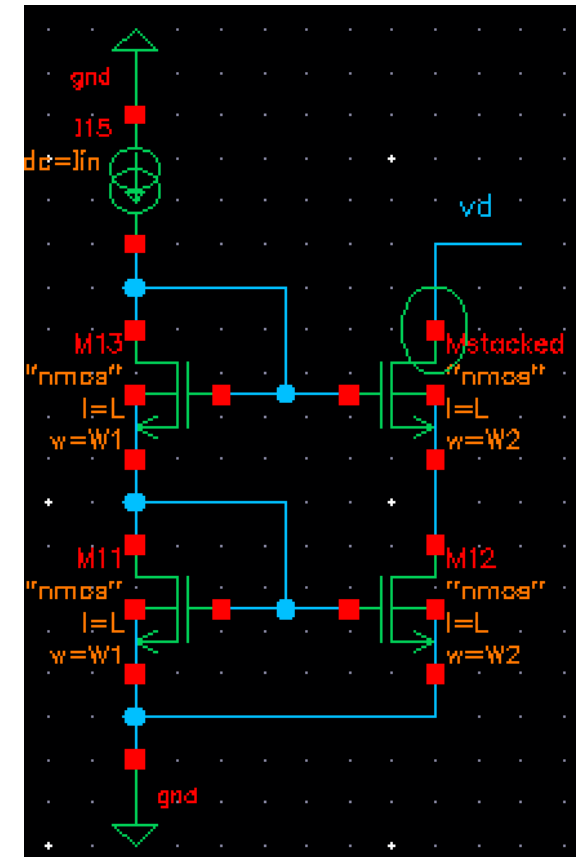 gnd
I15
dc=Iin
vd
M13
Mstacked
"nmos"
"nmos"
l=L
l=L
w=W1
w=W2
M11
M12
"nmos"
"nmos"
l=L
l=L
w=W1
w=W2
gnd